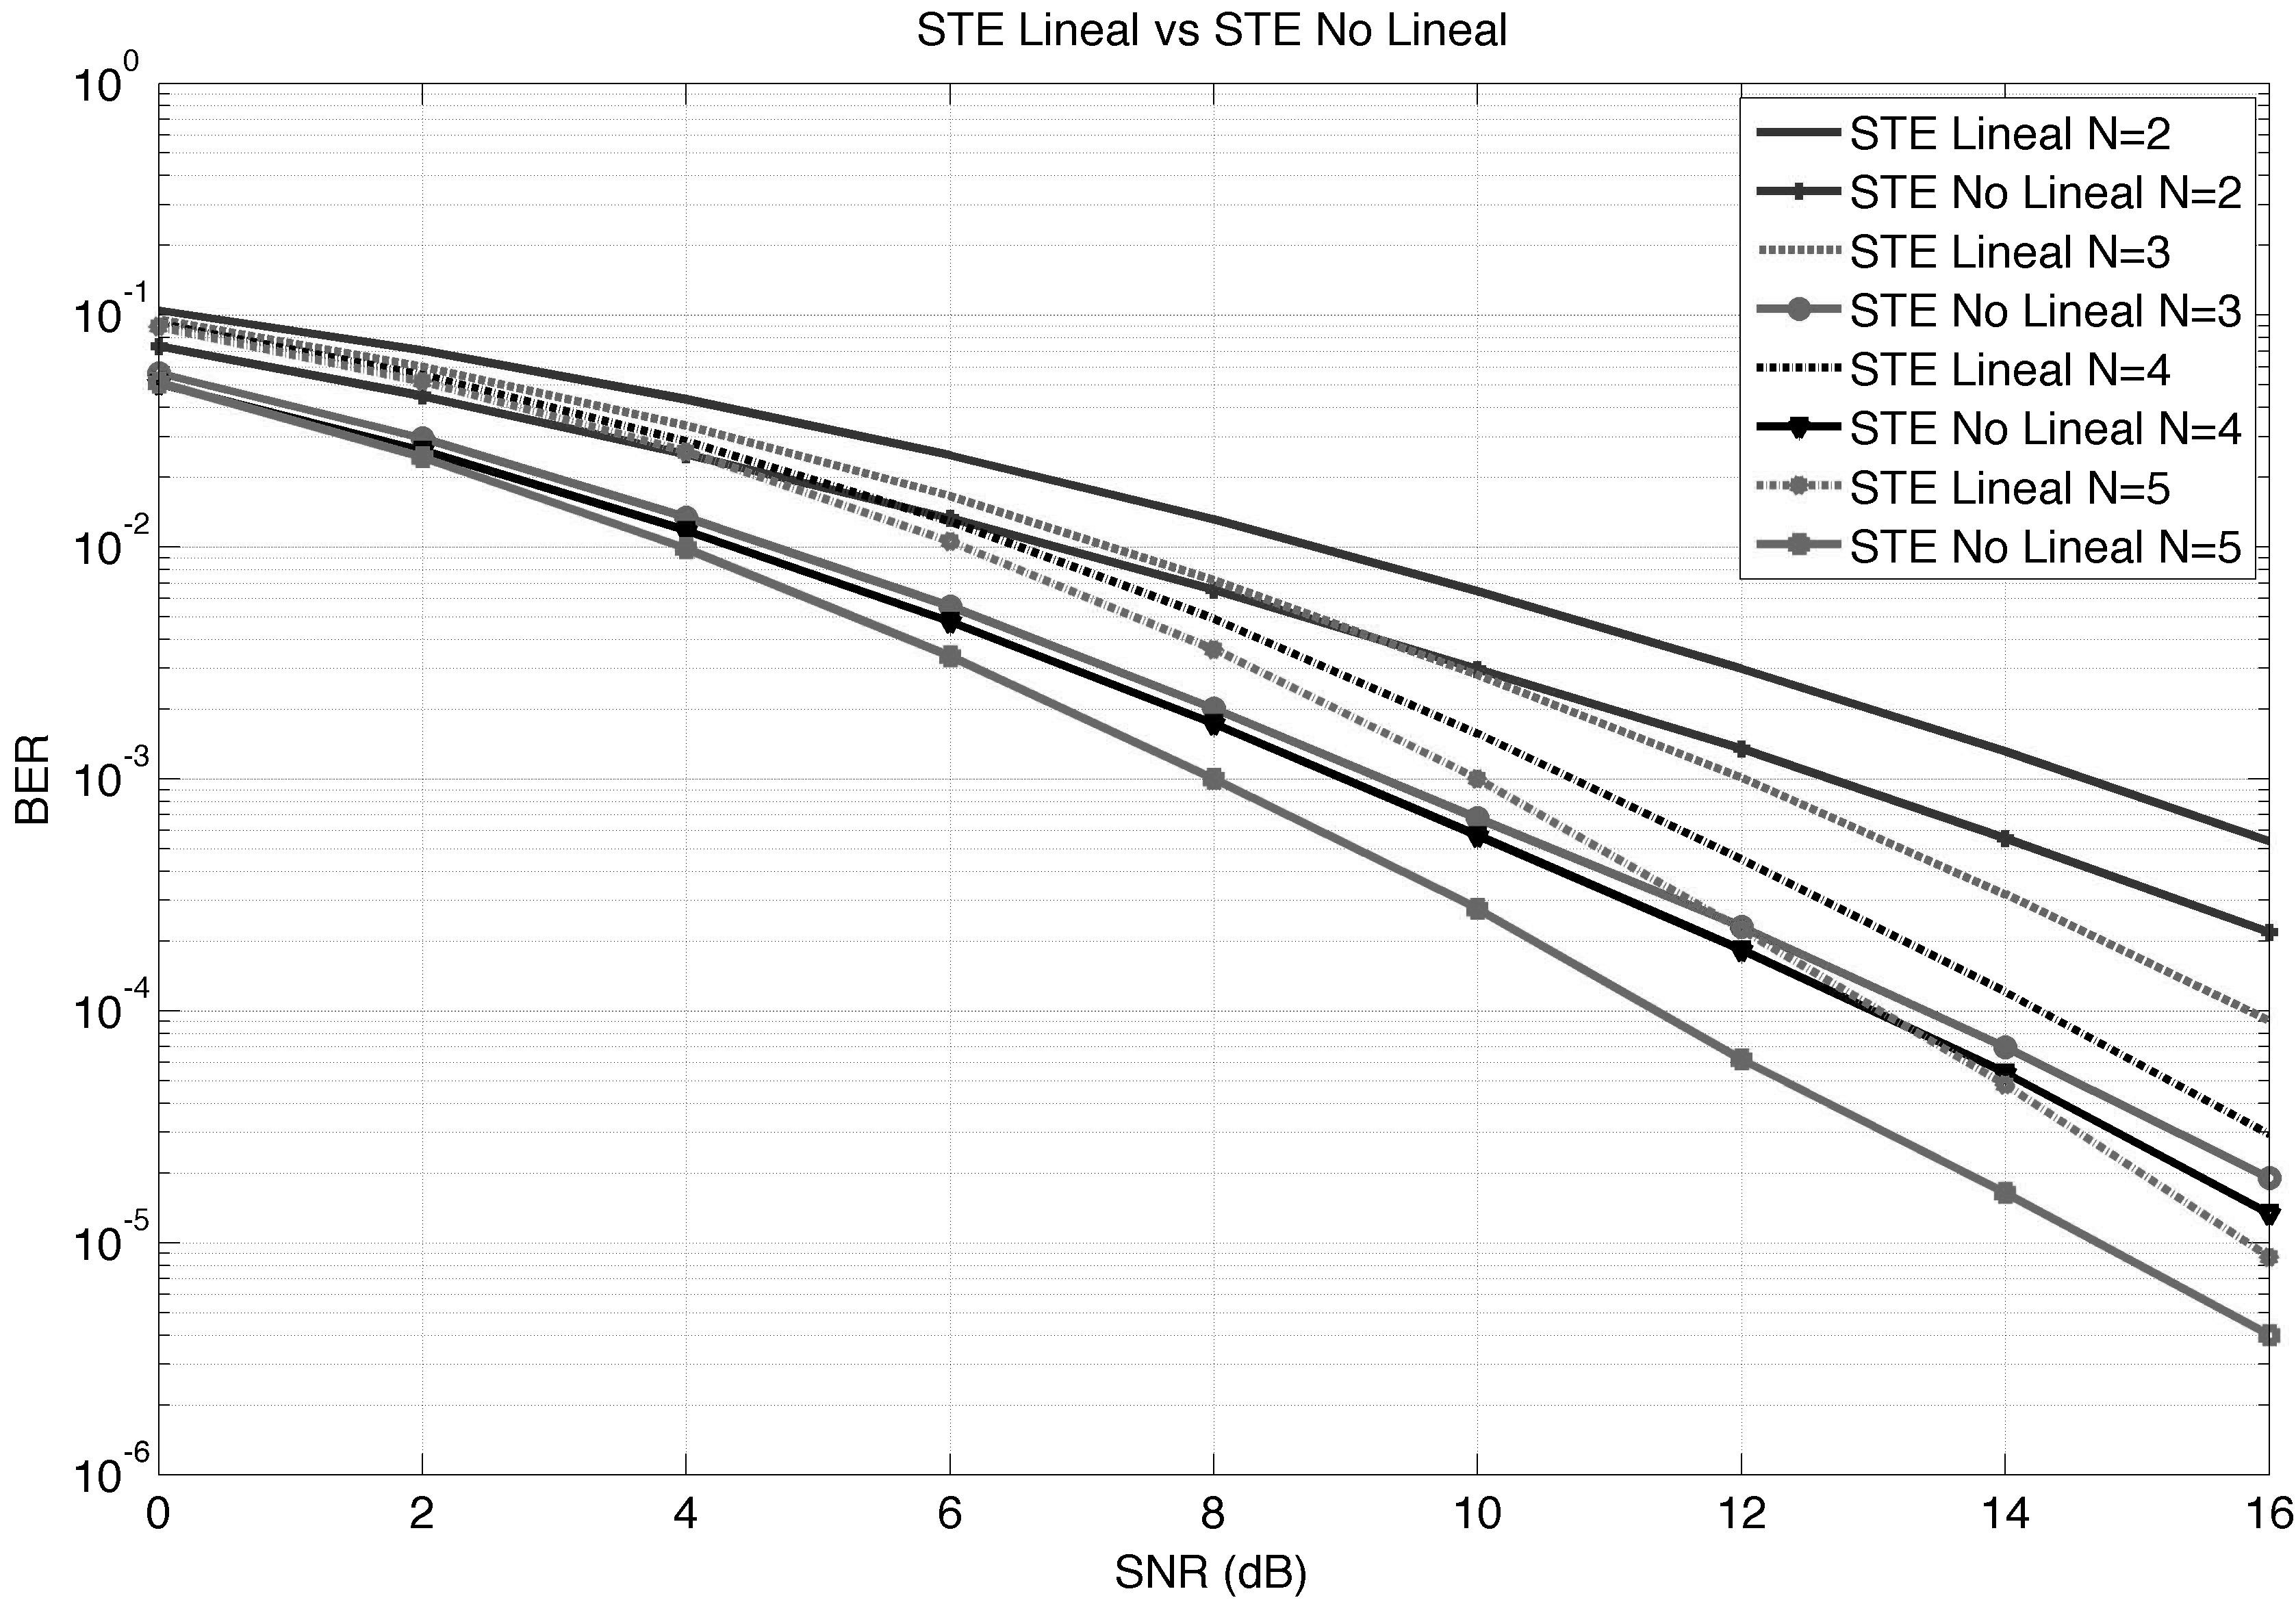 STE Lineal vs STE No Lineal
10^0
10^-1
10^-2
10^-3
10^-4
10^-5
10^-6
BER
STE Lineal N=2
STE No Lineal N=2
STE Lineal N=3
STE No Lineal N=3
STE Lineal N=4
STE No Lineal N=4
STE Lineal N=5
STE No Lineal N=5
0 2 4 6 8 10 12 14 16
SNR (dB)